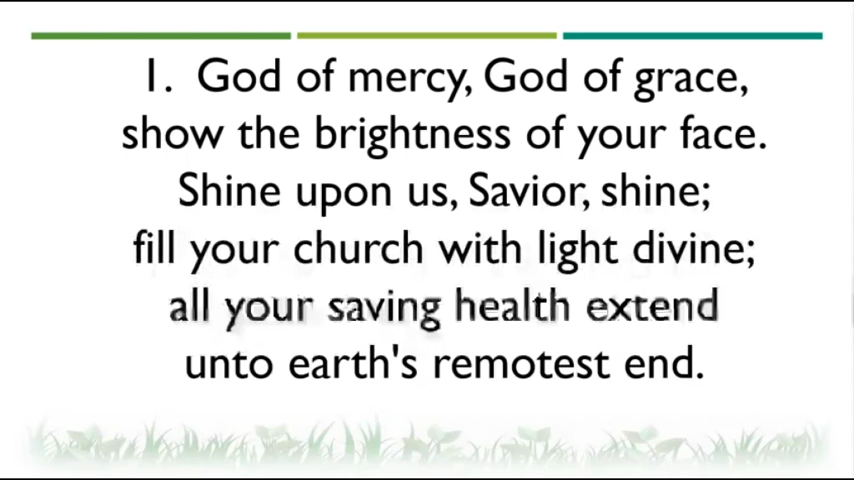 1. God of mercy, God of grace,
show the brightness of your face.
Shine upon us, Savior, shine;
fill your church with light divine;
all your saving health extend
unto earth's remotest end.